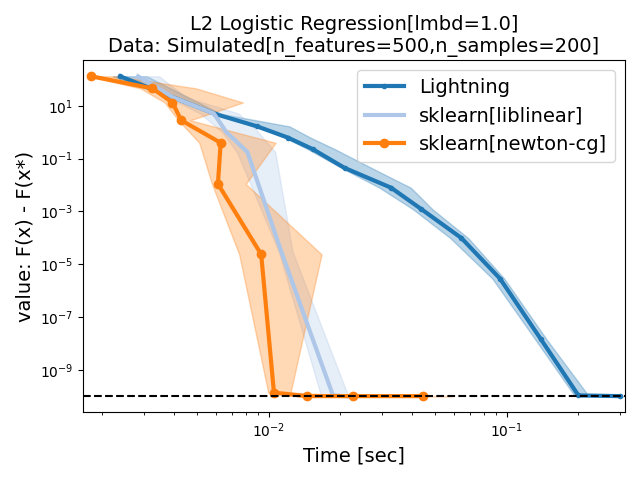 L2 Logistic Regression[lmbd=1.0]
Data: Simulated[n_features=500,n_samples=200]
Lightning
sklearn[liblinear]
sklearn[newton-cg]
value: F(x) - F(x*)
10¹
10⁻¹
10⁻³
10⁻⁵
10⁻⁷
10⁻⁹
10⁻²
10⁻¹
Time [sec]